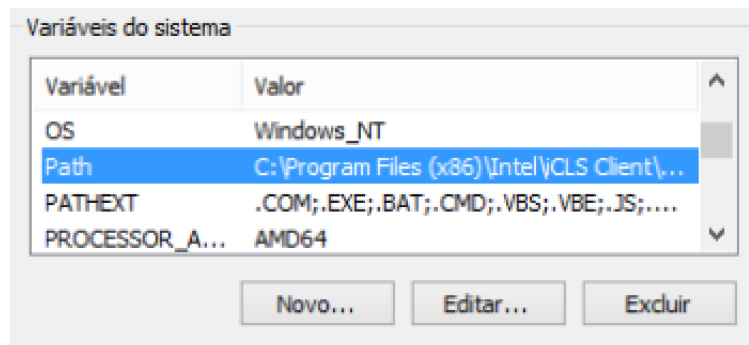 Variáveis do sistema
Variável Valor
OS Windows_NT
Path C:\Program Files (x86)\Intel\iCLS Client\...
PATHEXT .COM;.EXE;.BAT;.CMD;.VBS;.VBE;.JS;....
PROCESSOR_A... AMD64
Novo... Editar... Excluir